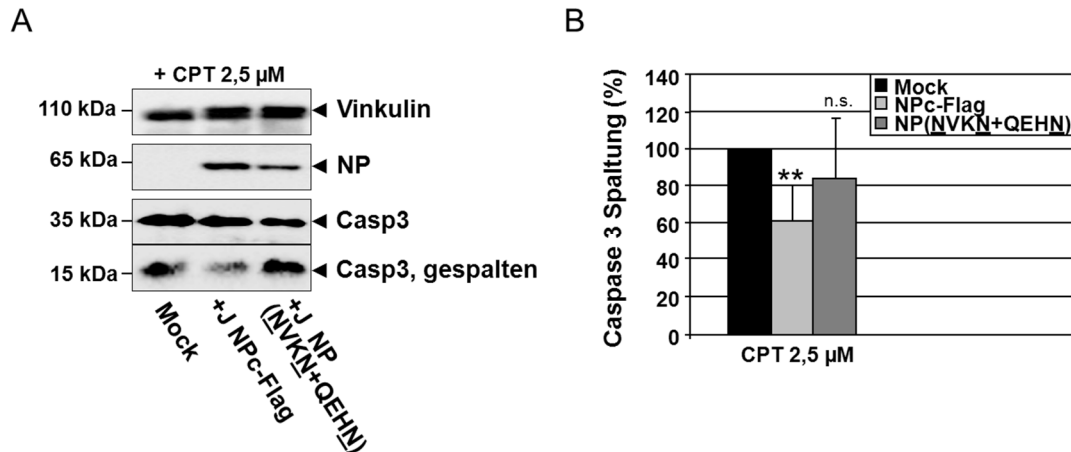 A
+ CPT 2,5 µM
110 kDa
Vinkulin
65 kDa
NP
35 kDa
Casp3
15 kDa
Casp3, gespalten
Mock
+J NPc-Flag
+J NP
(NVKN+QEHN)
B
Caspase 3 Spaltung (%)
140
120
100
80
60
40
20
0
Mock
NPc-Flag
NP(NVKN+QEHN)
n.s.
**
CPT 2,5 µM